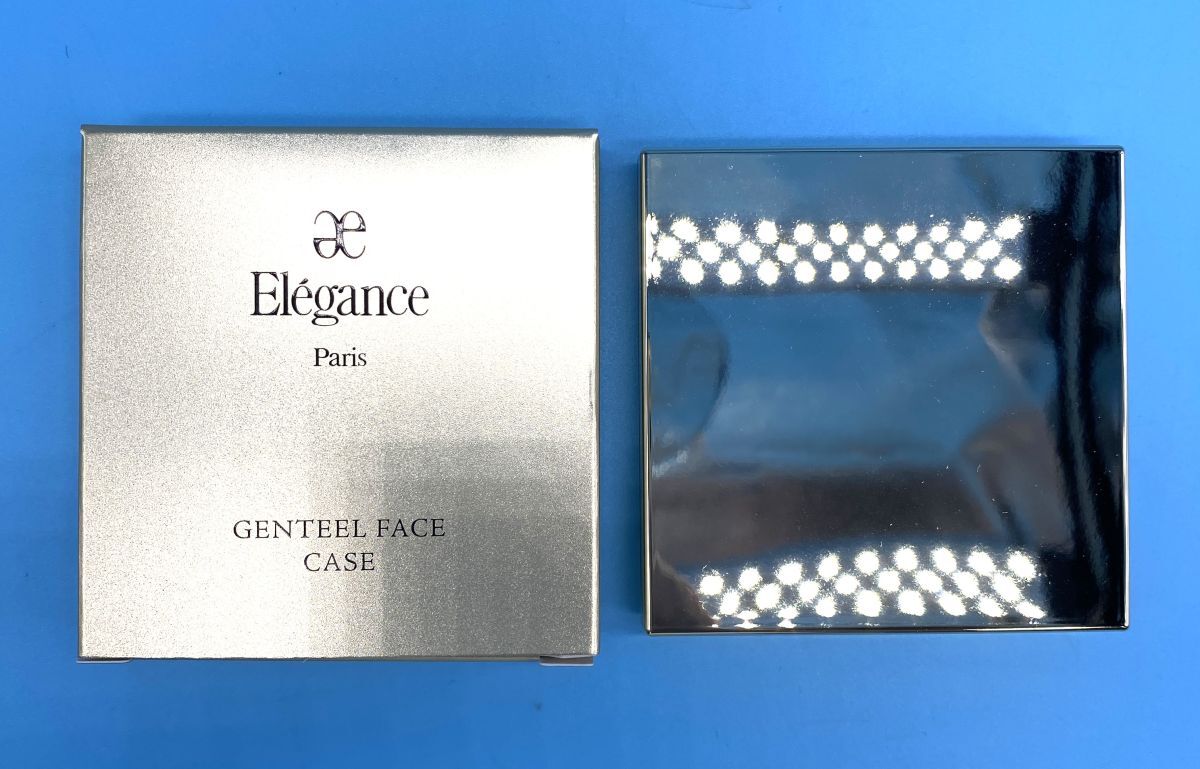 æ
Elégance
Paris
GENTEEL FACE
CASE